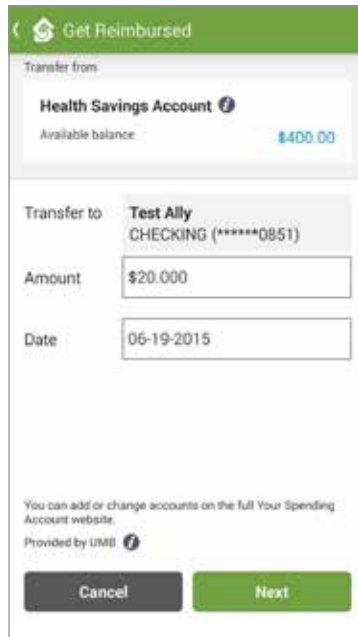 Get Reimbursed
Transfer from
Health Savings Account
Available balance $400.00
Transfer to Test Ally
CHECKING (******0851)
Amount $20.000
Date 06-19-2015
You can add or change accounts on the full Your Spending
Account website.
Provided by UMB
Cancel Next